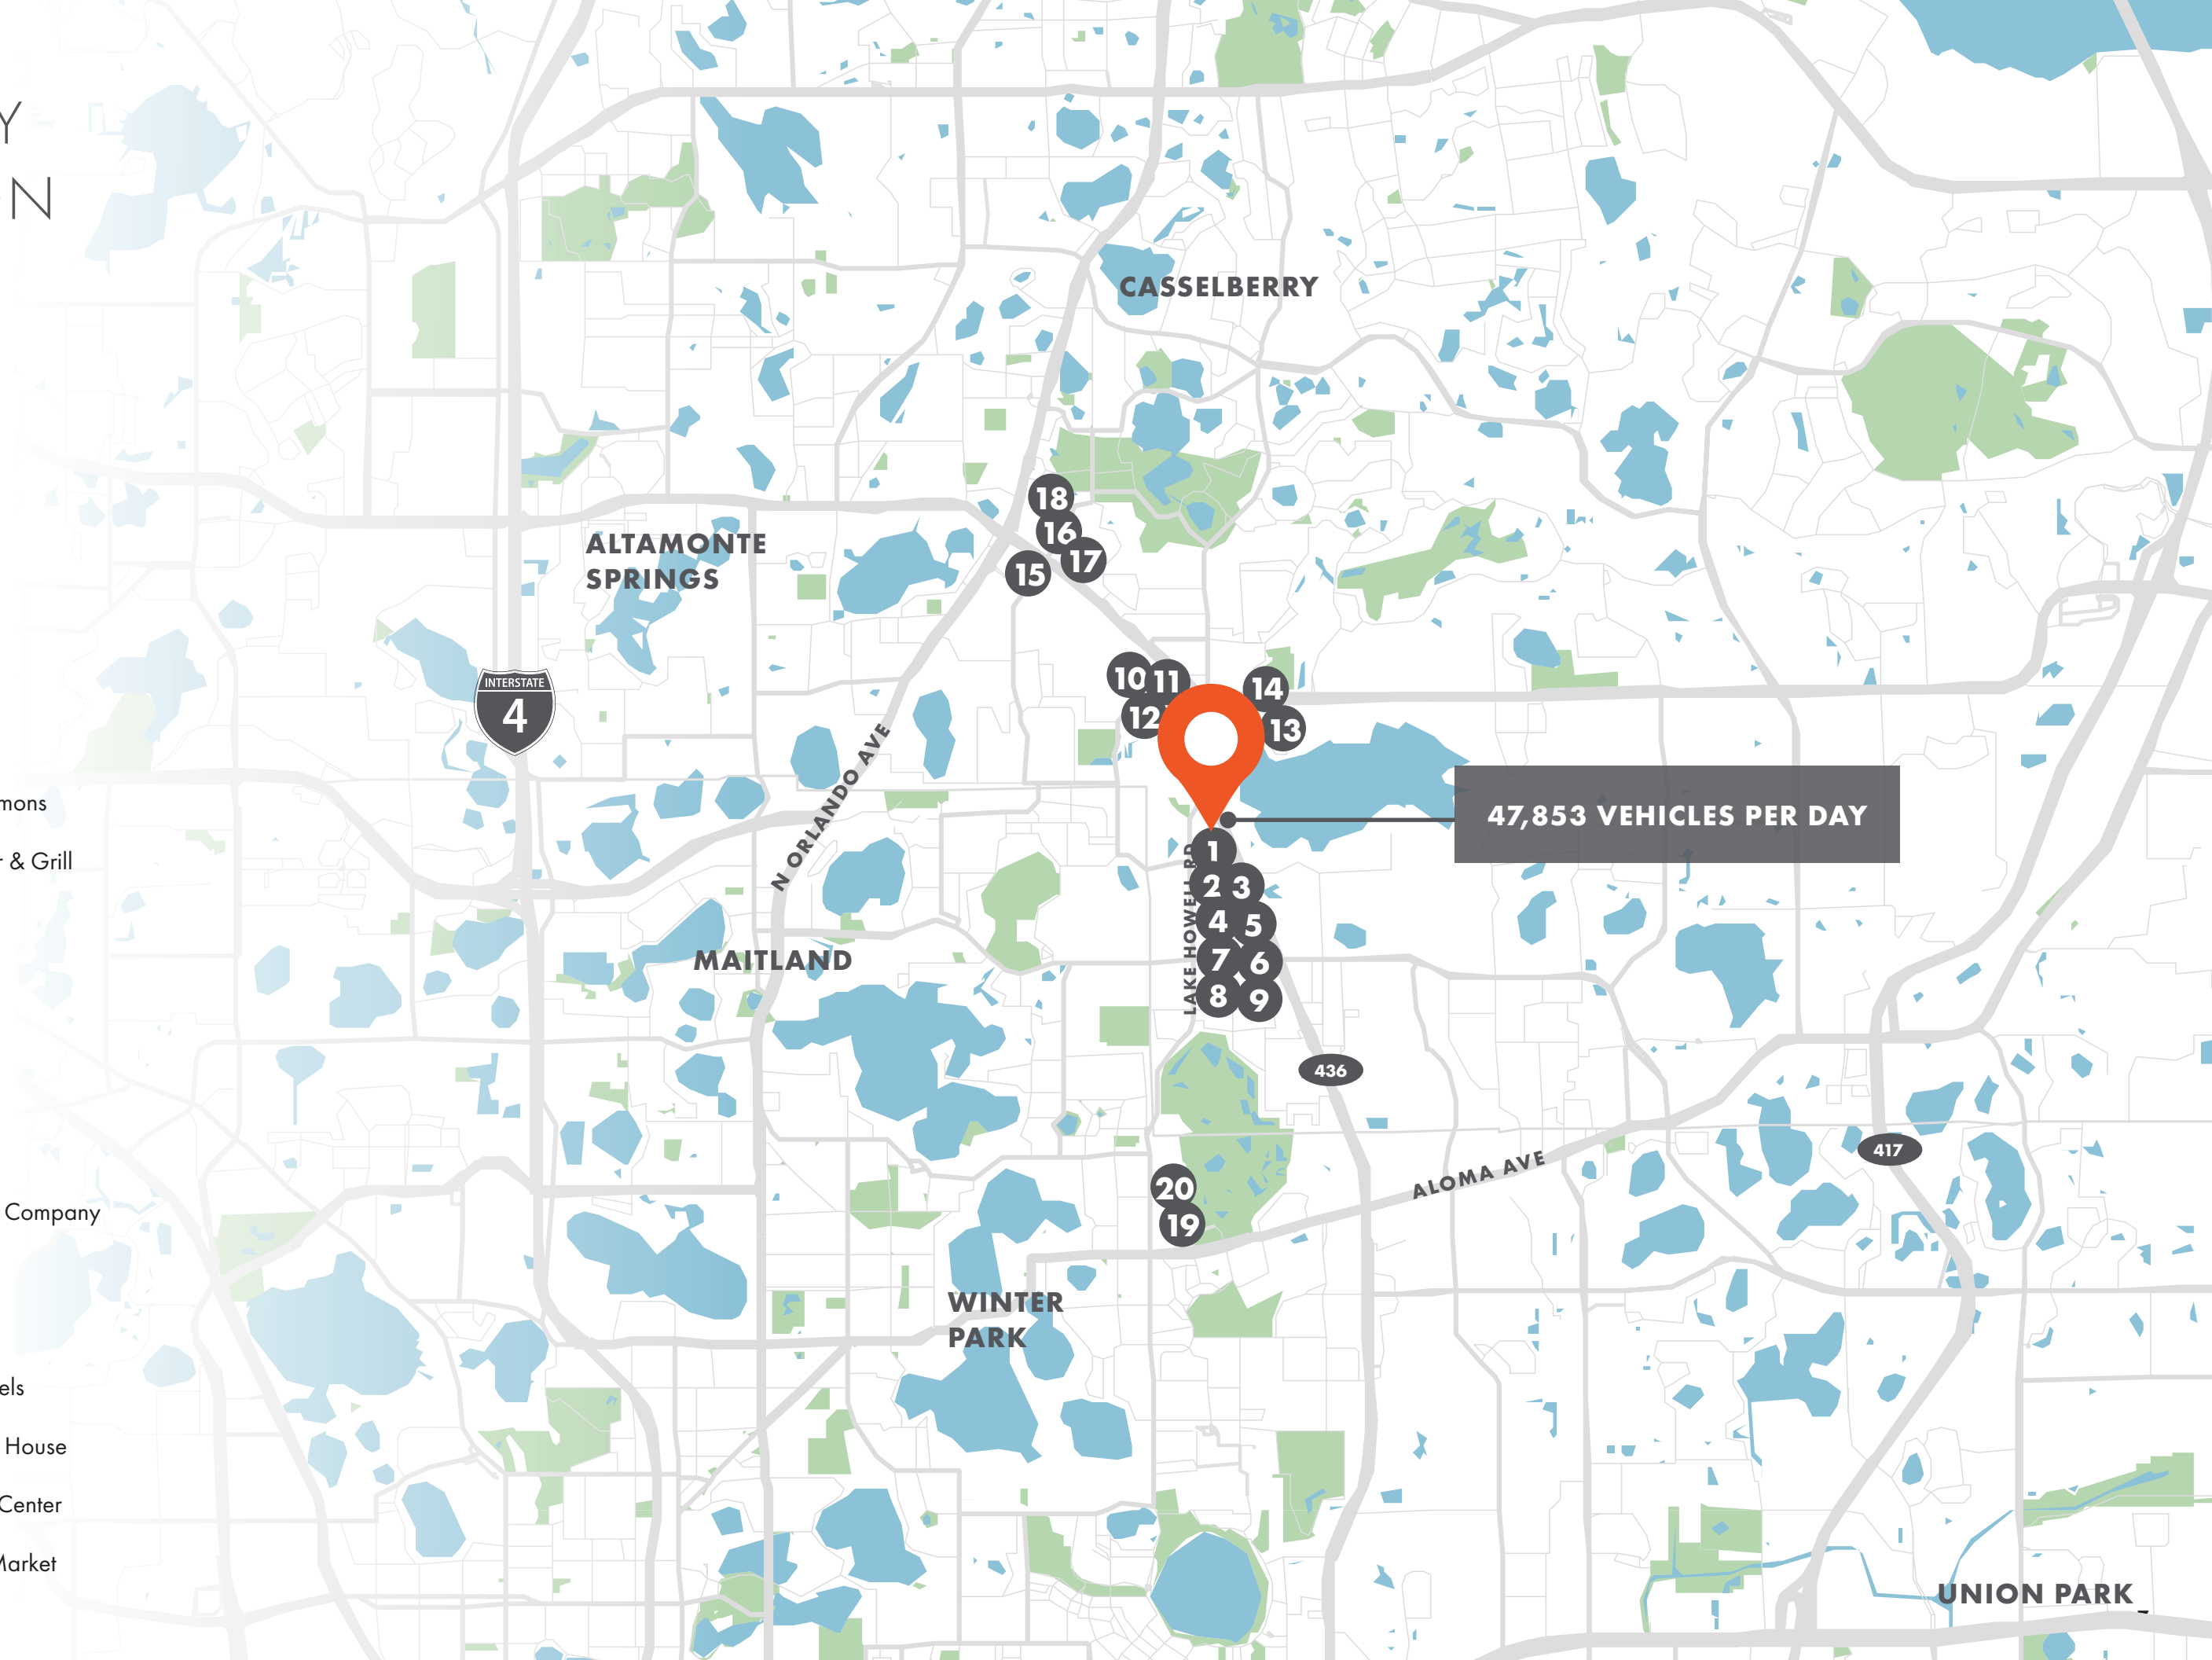 Y
N
mons
& Grill
Company
els
House
Center
Market
CASSELBERRY
18
16
17
15
ALTAMONTE
SPRINGS
INTERSTATE
4
10
11
14
12
13
N ORLANDO AVE
47,853 VEHICLES PER DAY
1
2
3
4
5
7
6
8
9
LAKE HOWELL RD
MAITLAND
436
417
ALOMA AVE
20
19
WINTER
PARK
UNION PARK